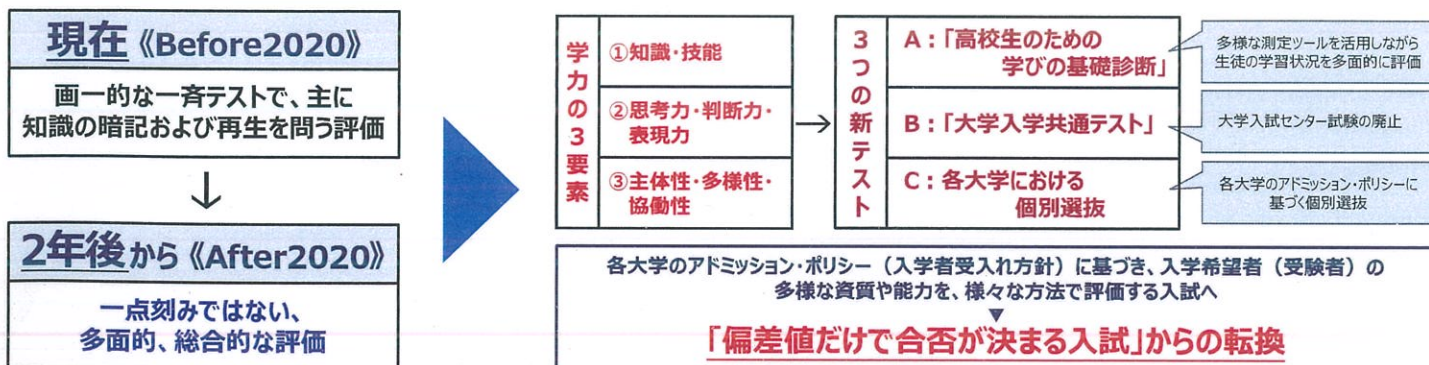 現在《Before2020》
画一的な一斉テストで、主に
知識の暗記および再生を問う評価
↓
2年後から《After2020》
一点刻みではない、
多面的、総合的な評価
学力の3要素
①知識・技能
②思考力・判断力・
表現力
③主体性・多様性・
協働性
→
3つの新テスト
A:「高校生のための
学びの基礎診断」
B:「大学入学共通テスト」
C:各大学における
個別選抜
多様な測定ツールを活用しながら
生徒の学習状況を多面的に評価
大学入試センター試験の廃止
各大学のアドミッション・ポリシーに
基づく個別選抜
各大学のアドミッション・ポリシー(入学者受入れ方針)に基づき、入学希望者(受験者)の
多様な資質や能力を、様々な方法で評価する入試へ
▼
「偏差値だけで合否が決まる入試」からの転換